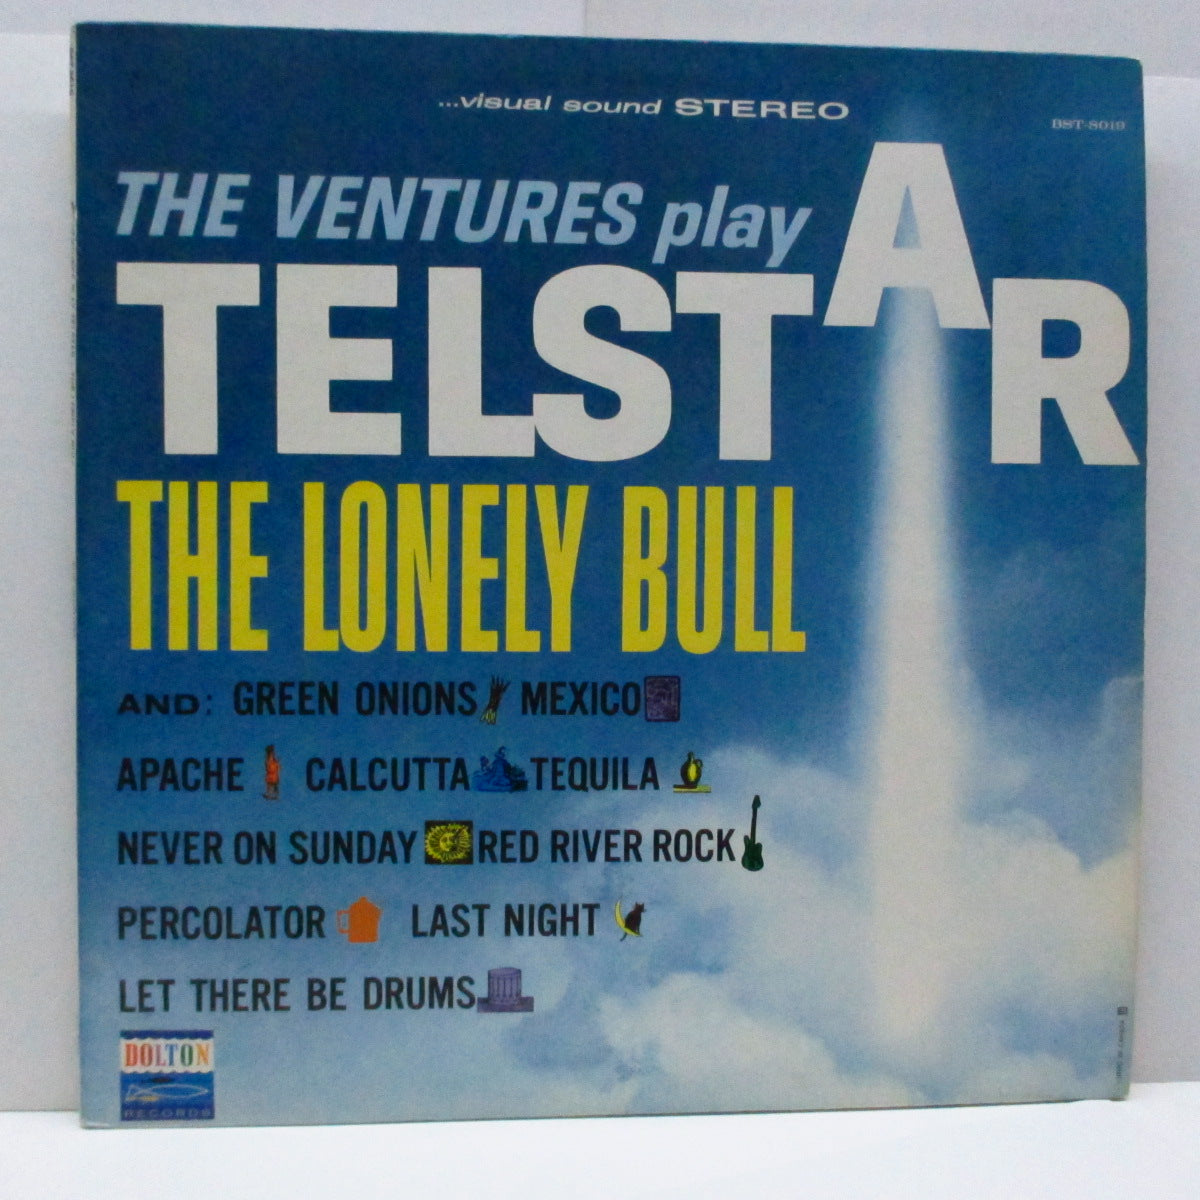 ...visual sound STEREO
BST-8019
THE VENTURES play
TELSTAR
THE LONELY BULL
AND: GREEN ONIONS MEXICO
APACHE CALCUTTA TEQUILA
NEVER ON SUNDAY RED RIVER ROCK
PERCOLATOR LAST NIGHT
LET THERE BE DRUMS
DOLTON
RECORDS